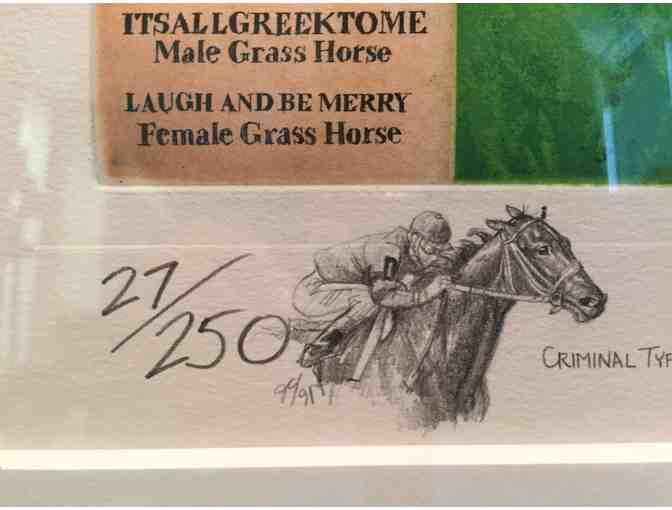 ITSALLGREEKTOME
Male Grass Horse
LAUGH AND BE MERRY
Female Grass Horse
27/250
CRIMINAL TYP